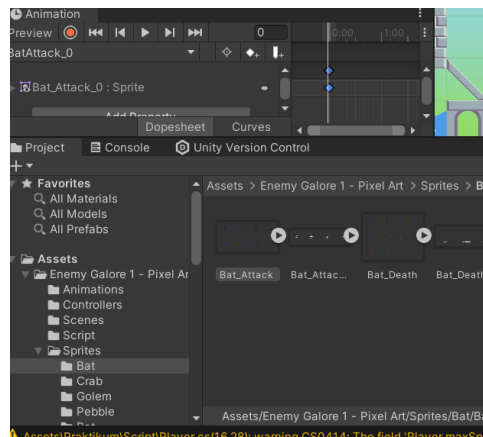 Animation
Preview 0 0:00 1:00
BatAttack_0
Bat_Attack_0 : Sprite
Add Property
Dopesheet Curves
Project Console Unity Version Control
Favorites
All Materials
All Models
All Prefabs
Assets
Enemy Galore 1 - Pixel Ar
Animations
Controllers
Scenes
Script
Sprites
Bat
Crab
Golem
Pebble
Assets > Enemy Galore 1 - Pixel Art > Sprites > B
Bat_Attack Bat_Attac... Bat_Death Bat_Death
Assets/Enemy Galore 1 - Pixel Art/Sprites/Bat/Ba
Assets\Praktikum\Script\Player.cs(16,28): warning CS0414: The field 'Player.maxSp